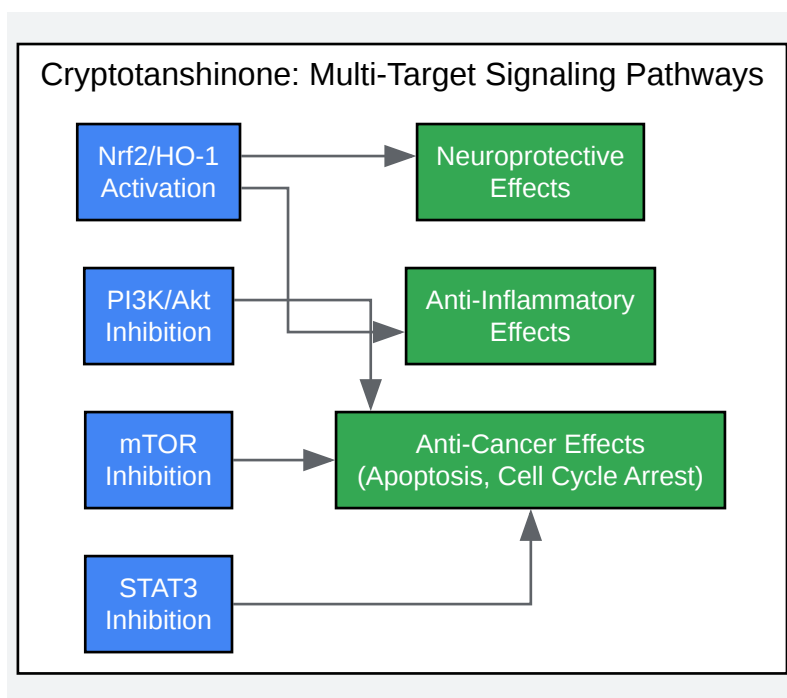 Cryptotanshinone: Multi-Target Signaling Pathways
Nrf2/HO-1
Activation
Neuroprotective
Effects
PI3K/Akt
Inhibition
Anti-Inflammatory
Effects
mTOR
Inhibition
Anti-Cancer Effects
(Apoptosis, Cell Cycle Arrest)
STAT3
Inhibition